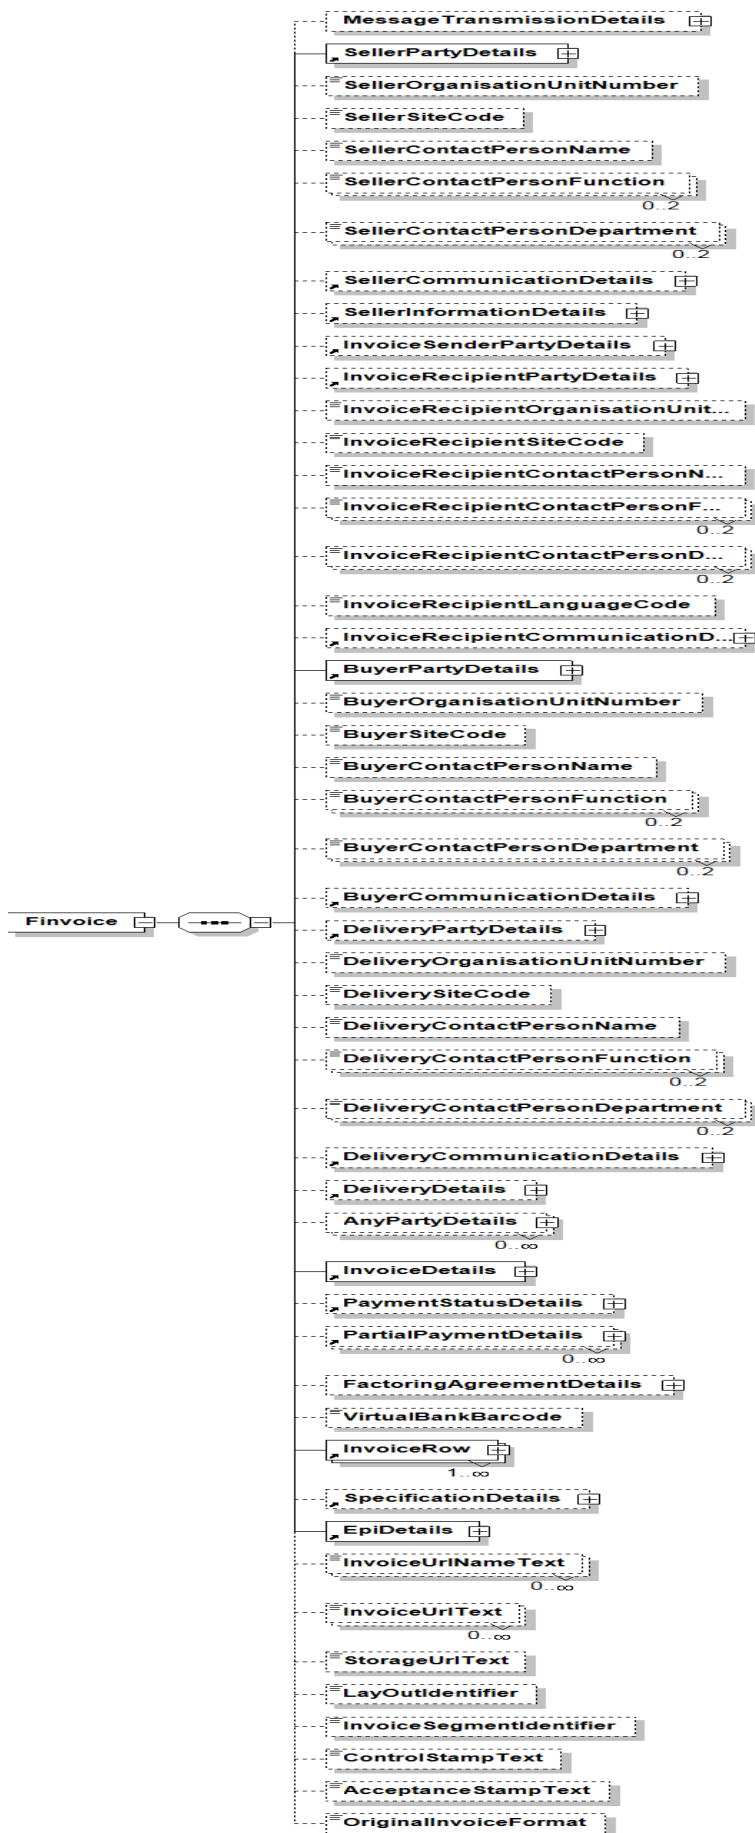 MessageTransmissionDetails
SellerPartyDetails
SellerOrganisationUnitNumber
SellerSiteCode
SellerContactPersonName
SellerContactPersonFunction
0..2
SellerContactPersonDepartment
0..2
SellerCommunicationDetails
SellerInformationDetails
InvoiceSenderPartyDetails
InvoiceRecipientPartyDetails
InvoiceRecipientOrganisationUnit...
InvoiceRecipientSiteCode
InvoiceRecipientContactPersonN...
InvoiceRecipientContactPersonF...
0..2
InvoiceRecipientContactPersonD...
0..2
InvoiceRecipientLanguageCode
InvoiceRecipientCommunicationD...
BuyerPartyDetails
BuyerOrganisationUnitNumber
BuyerSiteCode
BuyerContactPersonName
BuyerContactPersonFunction
0..2
BuyerContactPersonDepartment
0..2
BuyerCommunicationDetails
Finvoice
DeliveryPartyDetails
DeliveryOrganisationUnitNumber
DeliverySiteCode
DeliveryContactPersonName
DeliveryContactPersonFunction
0..2
DeliveryContactPersonDepartment
0..2
DeliveryCommunicationDetails
DeliveryDetails
AnyPartyDetails
0..∞
InvoiceDetails
PaymentStatusDetails
PartialPaymentDetails
0..∞
FactoringAgreementDetails
VirtualBankBarcode
InvoiceRow
1..∞
SpecificationDetails
EpiDetails
InvoiceUrlNameText
0..∞
InvoiceUrlText
0..∞
StorageUrlText
LayOutIdentifier
InvoiceSegmentIdentifier
ControlStampText
AcceptanceStampText
OriginalInvoiceFormat